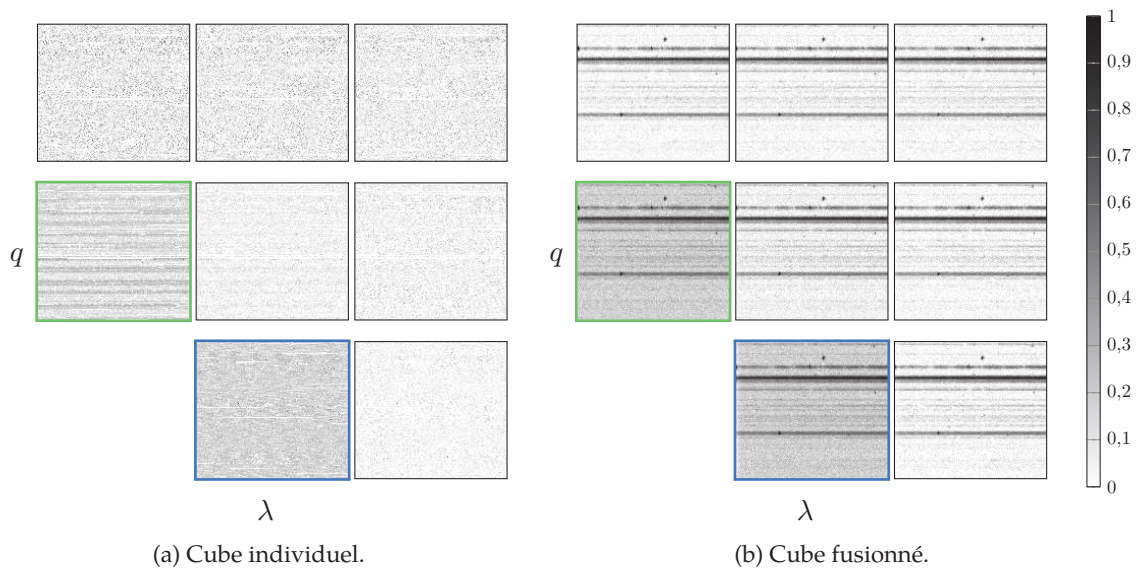 q
λ
(a) Cube individuel.
q
λ
(b) Cube fusionné.
1
0,9
0,8
0,7
0,6
0,5
0,4
0,3
0,2
0,1
0